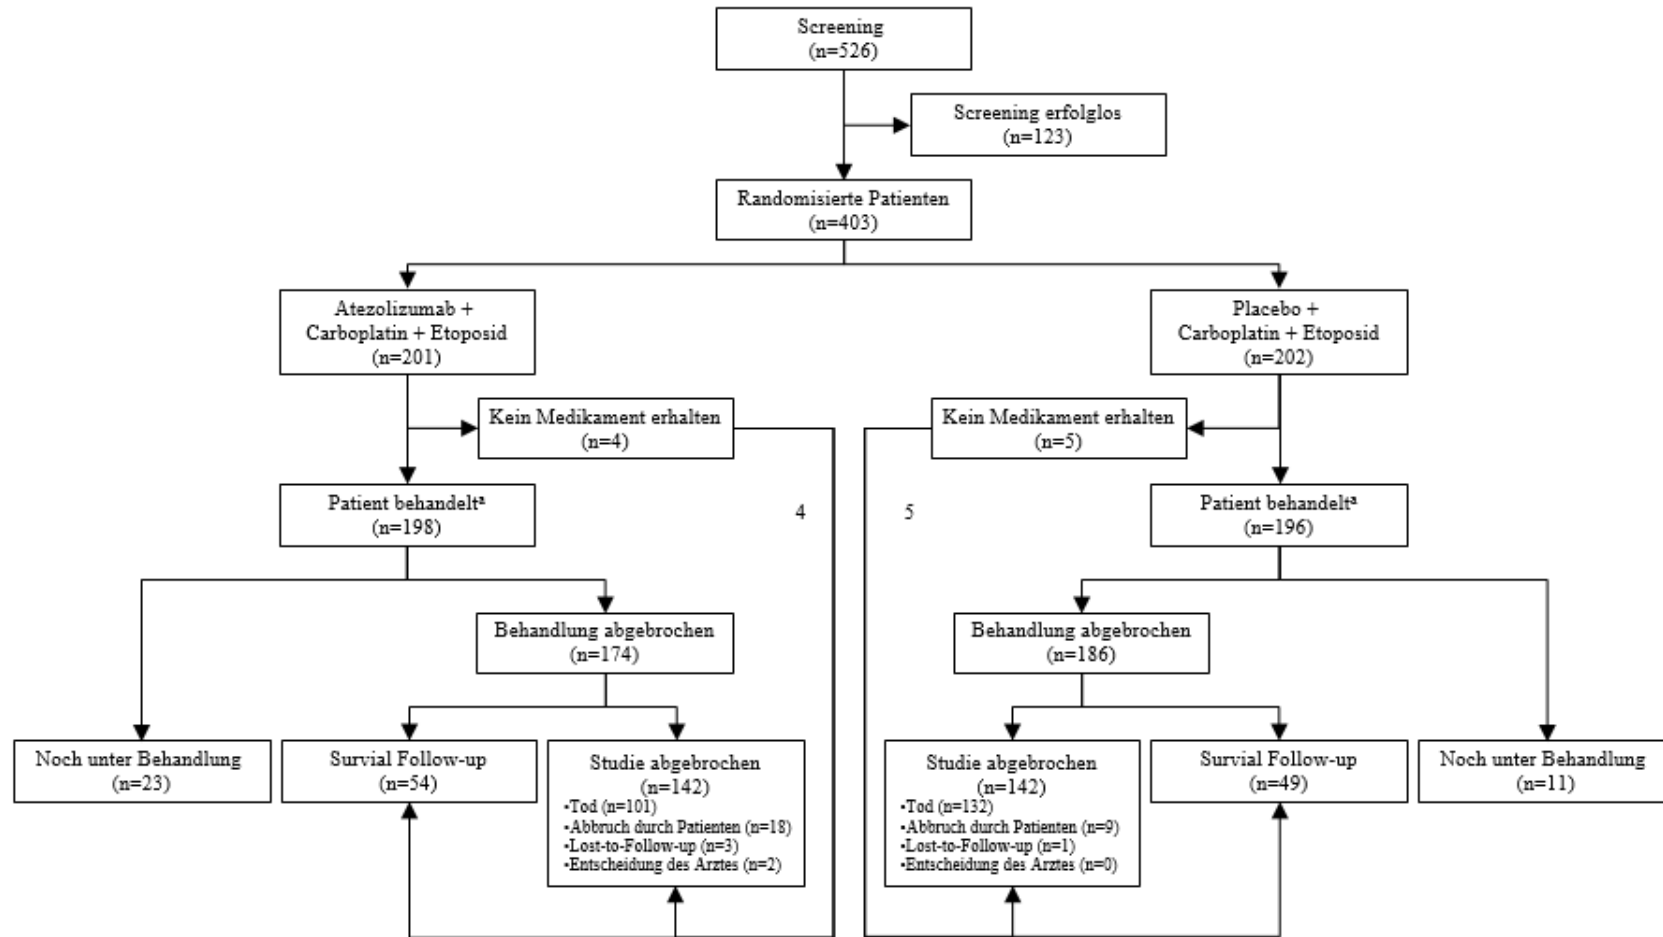 Screening
(n=526)
Screening erfolglos
(n=123)
Randomisierte Patienten
(n=403)
Atezolizumab +
Carboplatin + Etoposid
(n=201)
Placebo +
Carboplatin + Etoposid
(n=202)
Kein Medikament erhalten
(n=4)
Kein Medikament erhalten
(n=5)
Patient behandeltª
(n=198)
4
5
Patient behandeltª
(n=196)
Behandlung abgebrochen
(n=174)
Behandlung abgebrochen
(n=186)
Noch unter Behandlung
(n=23)
Survial Follow-up
(n=54)
Studie abgebrochen
(n=142)
•Tod (n=101)
•Abbruch durch Patienten (n=18)
•Lost-to-Follow-up (n=3)
•Entscheidung des Arztes (n=2)
Studie abgebrochen
(n=142)
•Tod (n=132)
•Abbruch durch Patienten (n=9)
•Lost-to-Follow-up (n=1)
•Entscheidung des Arztes (n=0)
Survial Follow-up
(n=49)
Noch unter Behandlung
(n=11)